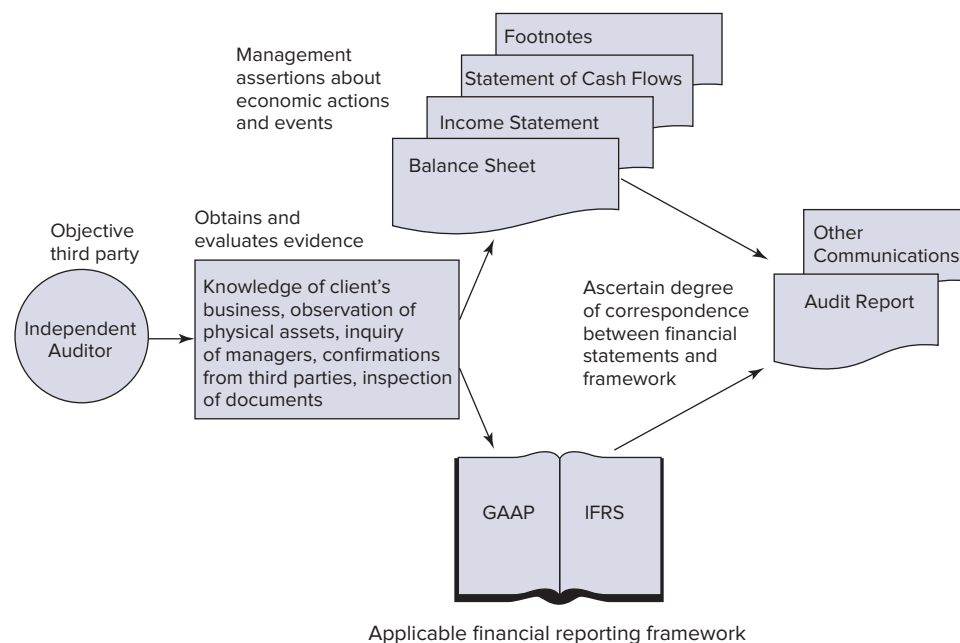 Management
assertions about
economic actions
and events
Footnotes
Statement of Cash Flows
Income Statement
Balance Sheet
Objective
third party
Independent
Auditor
Obtains and
evaluates evidence
Knowledge of client’s
business, observation of
physical assets, inquiry
of managers, confirmations
from third parties, inspection
of documents
Ascertain degree
of correspondence
between financial
statements and
framework
Other
Communications
Audit Report
GAAP
IFRS
Applicable financial reporting framework